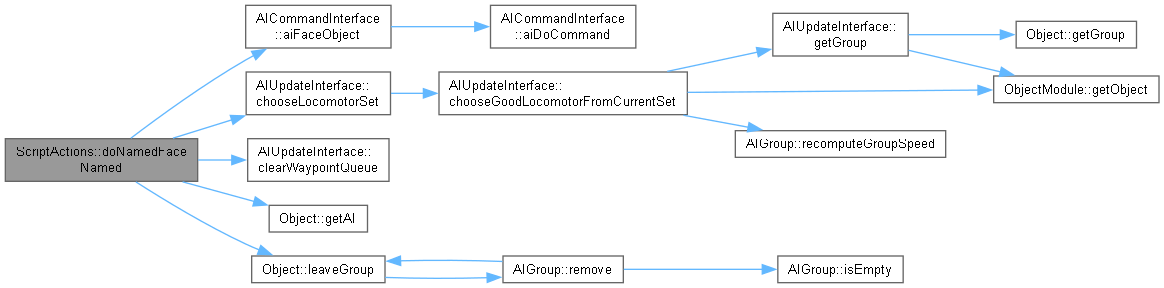 ScriptActions::doNamedFace
Named
AICommandInterface
::aiFaceObject
AICommandInterface
::aiDoCommand
AIUpdateInterface::
chooseLocomotorSet
AIUpdateInterface::
chooseGoodLocomotorFromCurrentSet
AIUpdateInterface::
getGroup
Object::getGroup
ObjectModule::getObject
AIGroup::recomputeGroupSpeed
AIUpdateInterface::
clearWaypointQueue
Object::getAI
Object::leaveGroup
AIGroup::remove
AIGroup::isEmpty